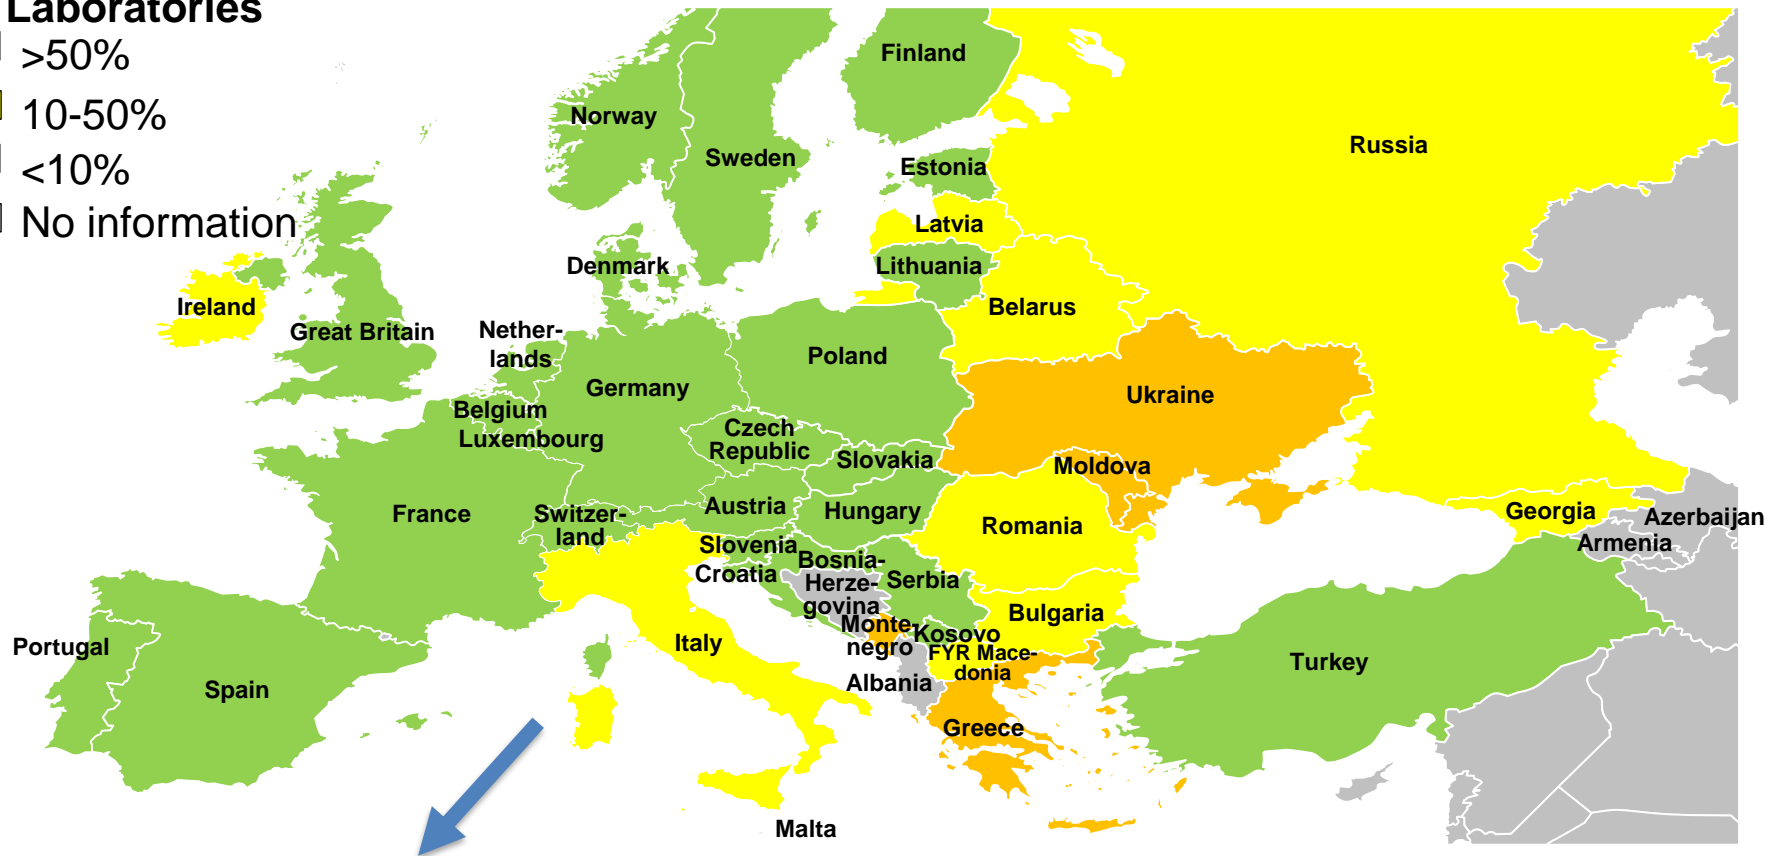 Laboratories
>50%
10-50%
<10%
No information
Finland
Norway
Sweden
Russia
Estonia
Latvia
Denmark
Lithuania
Ireland
Belarus
Great Britain
Nether-
lands
Poland
Germany
Ukraine
Belgium
Luxembourg
Czech
Republic
Slovakia
Moldova
France
Switzer-
land
Austria
Hungary
Romania
Georgia
Azerbaijan
Armenia
Slovenia
Croatia
Bosnia-
Herze-
govina
Serbia
Bulgaria
Monte-
negro
Kosovo
FYR Mace-
donia
Portugal
Spain
Italy
Albania
Turkey
Greece
Malta